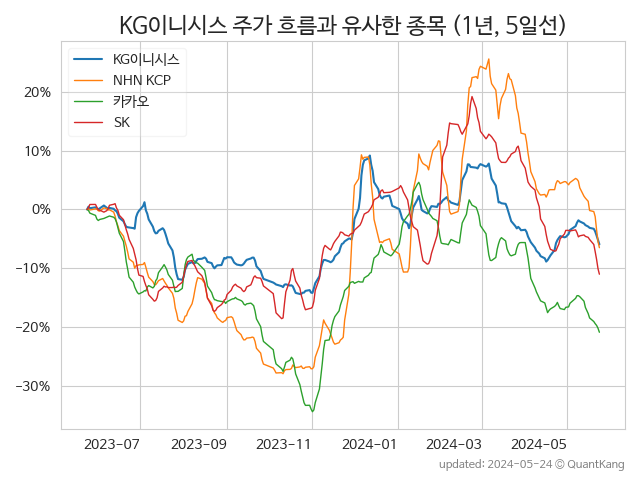 KG이니시스 주가 흐름과 유사한 종목 (1년, 5일선)
KG이니시스
NHN KCP
카카오
SK
20%
10%
0%
−10%
−20%
−30%
2023-07
2023-09
2023-11
2024-01
2024-03
2024-05
updated: 2024-05-24 © QuantKang